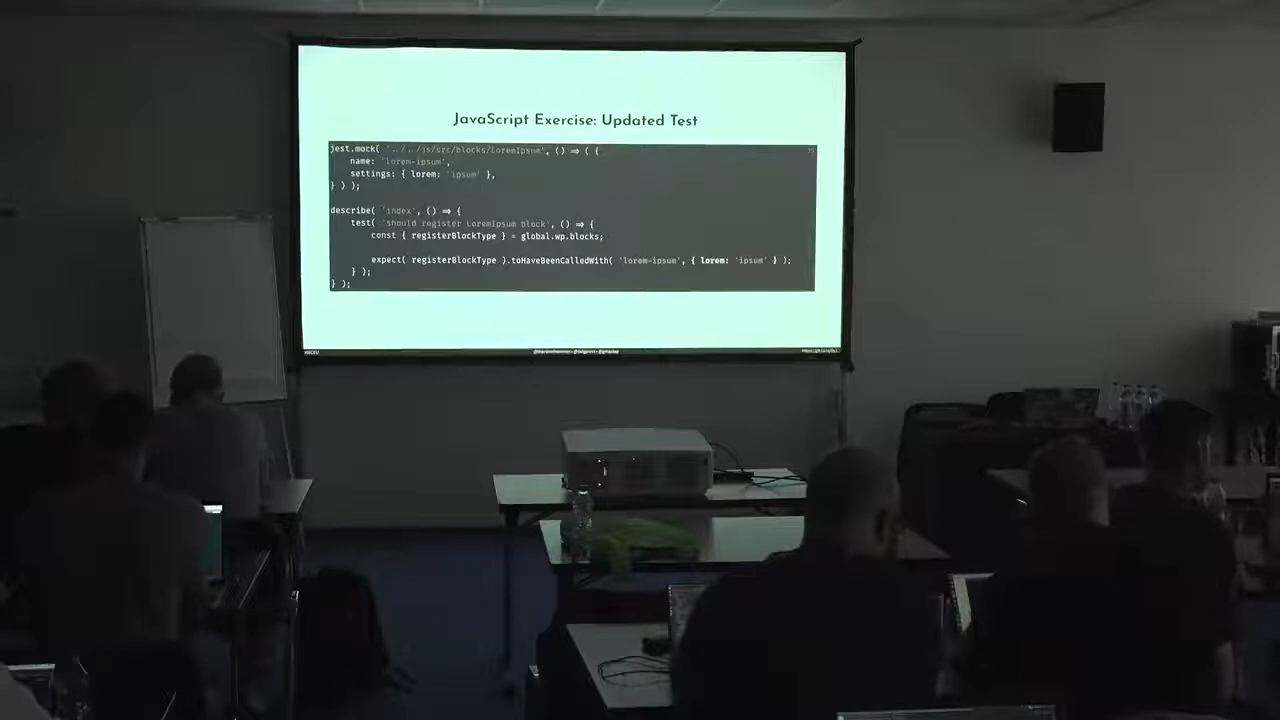 JavaScript Exercise: Updated Test
jest.mock( '../../js/src/blocks/LoremIpsum', () => ( {
name: 'lorem-ipsum',
settings: { lorem: 'ipsum' },
} ) );
describe( 'index', () => {
test( 'should register LoremIpsum block', () => {
const { registerBlockType } = global.wp.blocks;
expect( registerBlockType ).toHaveBeenCalledWith( 'lorem-ipsum', { lorem: 'ipsum' } );
} );
} );